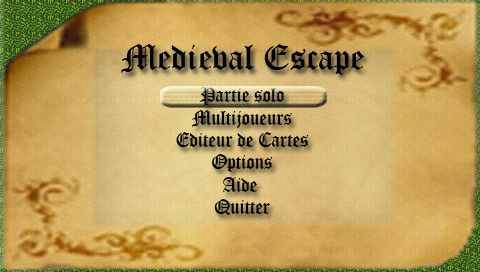 Medieval Escape
Partie solo
Multijoueurs
Editeur de Cartes
Options
Aide
Quitter